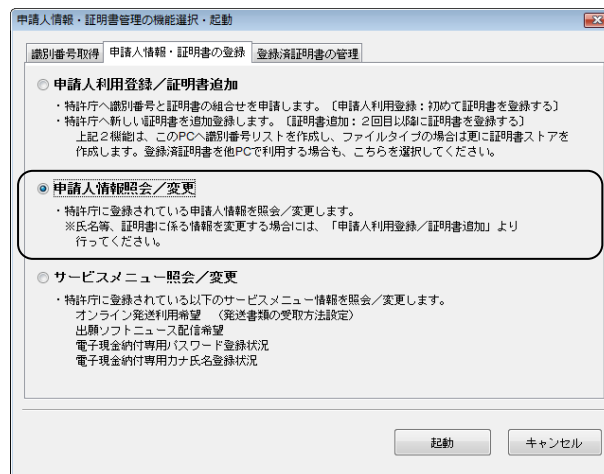 申請人情報・証明書管理の機能選択・起動
識別番号取得 申請人情報・証明書の登録 登録済証明書の管理
申請人利用登録／証明書追加
・特許庁へ識別番号と証明書の組合せを申請します。〔申請人利用登録：初めて証明書を登録する〕
・特許庁へ新しい証明書を追加登録します。〔証明書追加：２回目以降に証明書を登録する〕
上記２機能は、このPCへ識別番号リストを作成し、ファイルタイプの場合は更に証明書ストアを
作成します。登録済証明書を他PCで利用する場合も、こちらを選択してください。
申請人情報照会／変更
・特許庁に登録されている申請人情報を照会／変更します。
※氏名等、証明書に係る情報を変更する場合には、「申請人利用登録／証明書追加」より
行ってください。
サービスメニュー照会／変更
・特許庁に登録されている以下のサービスメニュー情報を照会／変更します。
オンライン発送利用希望　（発送書類の受取方法設定）
出願ソフトニュース配信希望
電子現金納付専用パスワード登録状況
電子現金納付専用カナ氏名登録状況
起動 キャンセル